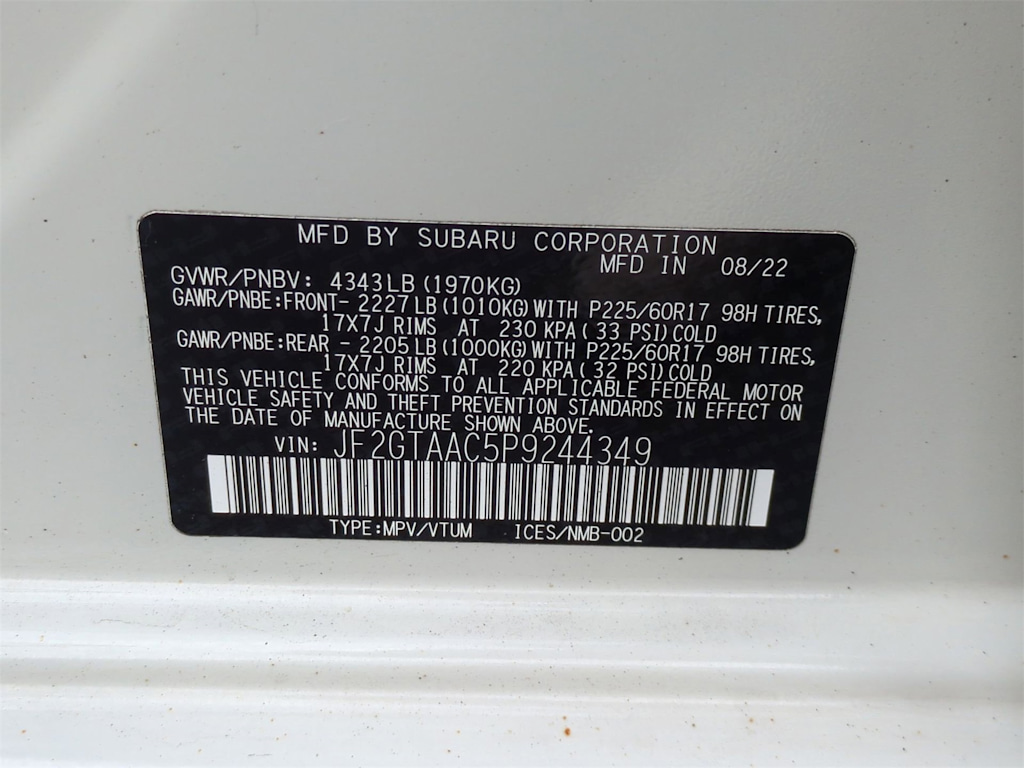 MFD BY SUBARU CORPORATION
MFD IN 08/22
GVWR/PNBV: 4343LB (1970KG)
GAWR/PNBE:FRONT- 2227LB (1010KG) WITH P225/60R17 98H TIRES,
17X7J RIMS AT 230 KPA (33 PSI) COLD
GAWR/PNBE:REAR - 2205LB (1000KG) WITH P225/60R17 98H TIRES,
17X7J RIMS AT 220 KPA ( 32 PSI) COLD
THIS VEHICLE CONFORMS TO ALL APPLICABLE FEDERAL MOTOR
VEHICLE SAFETY AND THEFT PREVENTION STANDARDS IN EFFECT ON
THE DATE OF MANUFACTURE SHOWN ABOVE.
VIN: JF2GTAAC5P9244349
TYPE:MPV/VTUM ICES/NMB-002